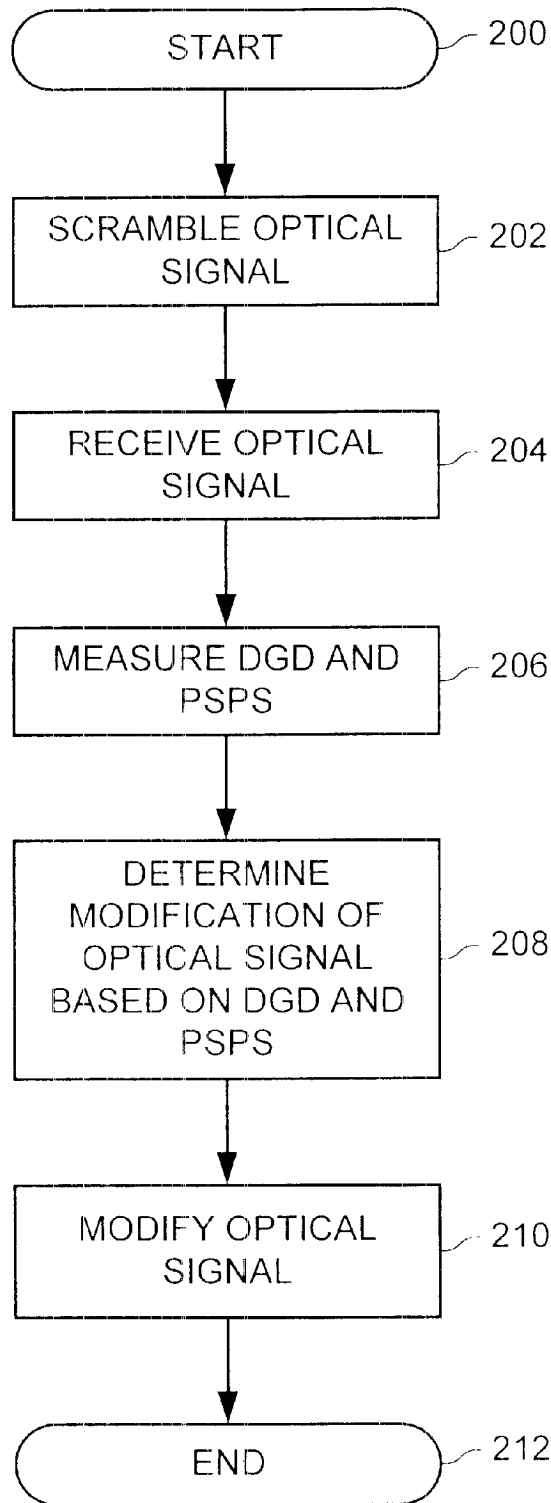 START
200
SCRAMBLE OPTICAL
SIGNAL
202
RECEIVE OPTICAL
SIGNAL
204
MEASURE DGD AND
PSPS
206
DETERMINE
MODIFICATION OF
OPTICAL SIGNAL
BASED ON DGD AND
PSPS
208
MODIFY OPTICAL
SIGNAL
210
END
212